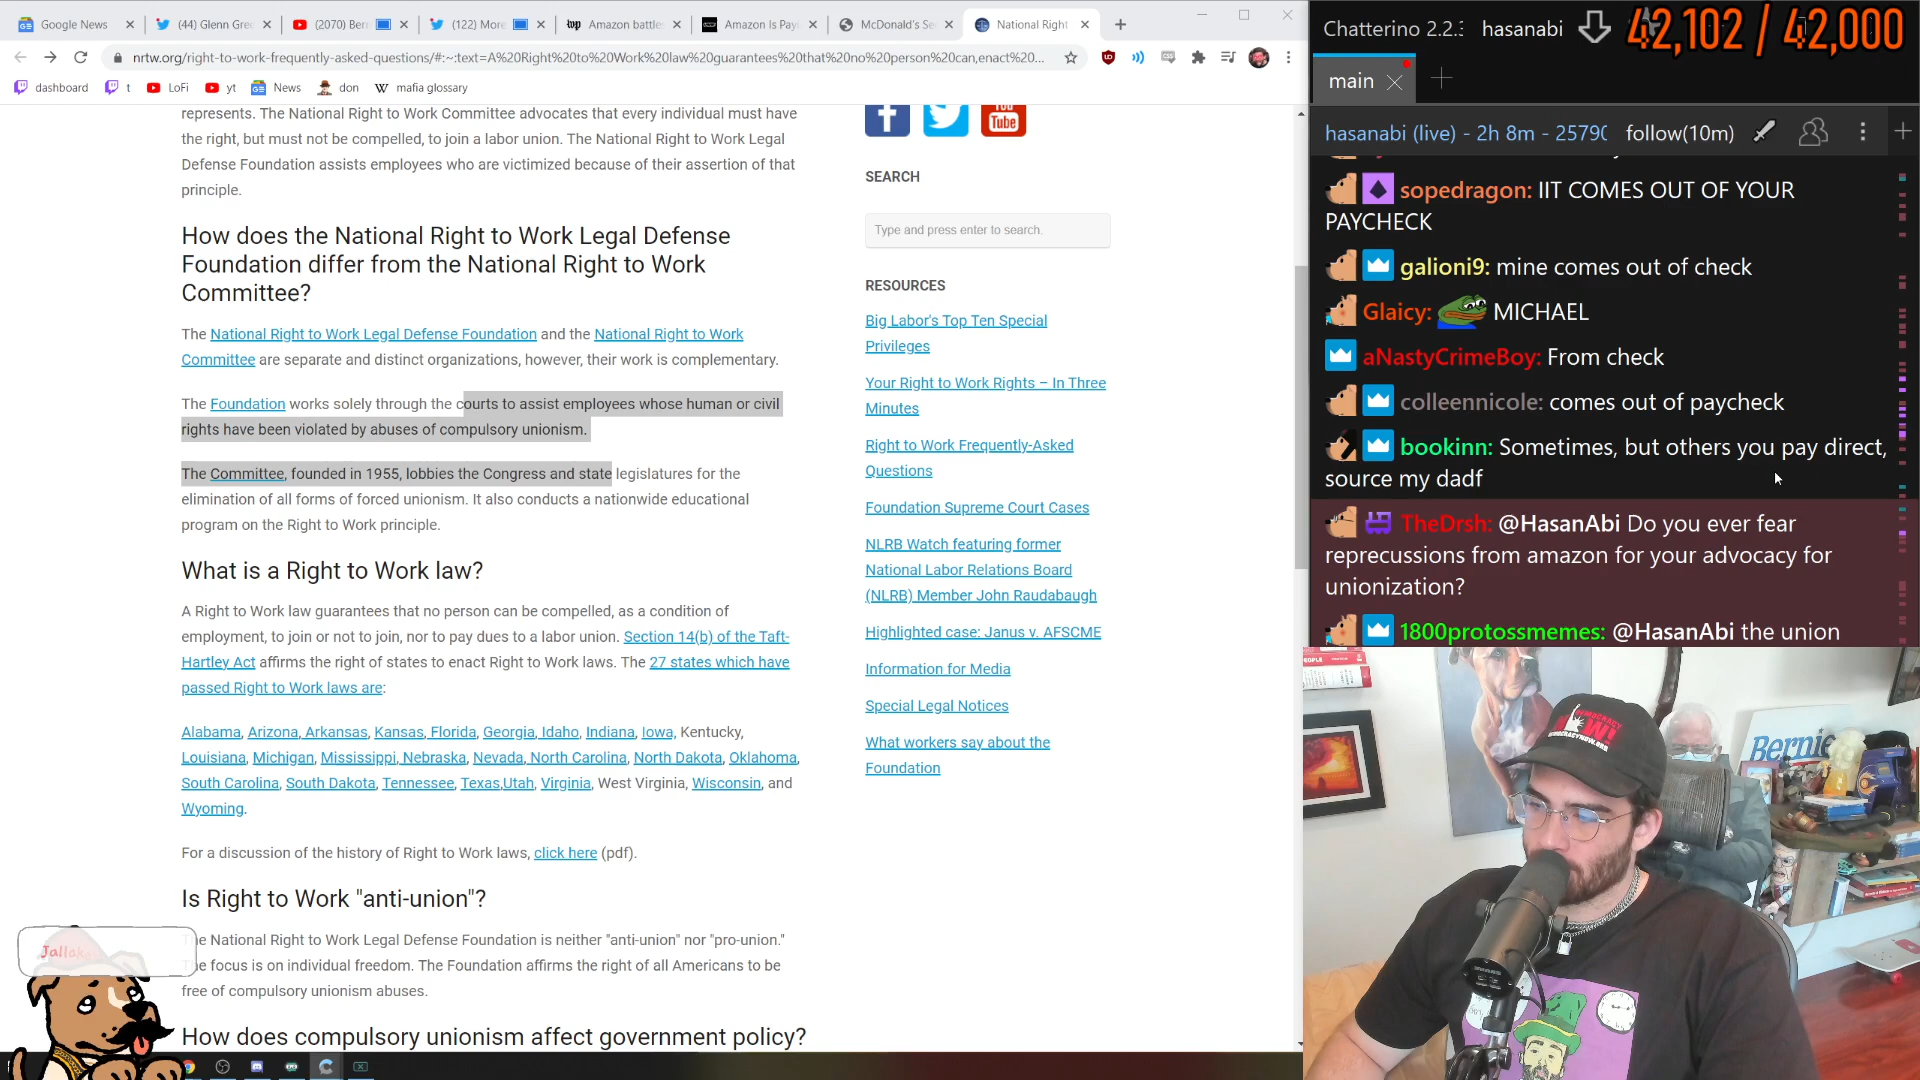 Google News
(44) Glenn Gree
(2070) Ber
(122) More
Amazon battles
Amazon Is Pay
McDonald's Se
National Right
nrtw.org/right-to-work-frequently-asked-questions/#:~:text=A%20Right%20to%20Work%20law%20guarantees%20that%20no%20person%20can,enact%20...
dashboard
t
LoFi
yt
News
don
mafia glossary
represents. The National Right to Work Committee advocates that every individual must have
the right, but must not be compelled, to join a labor union. The National Right to Work Legal
Defense Foundation assists employees who are victimized because of their assertion of that
principle.
How does the National Right to Work Legal Defense
Foundation differ from the National Right to Work
Committee?
The National Right to Work Legal Defense Foundation and the National Right to Work
Committee are separate and distinct organizations, however, their work is complementary.
The Foundation works solely through the courts to assist employees whose human or civil
rights have been violated by abuses of compulsory unionism.
The Committee, founded in 1955, lobbies the Congress and state legislatures for the
elimination of all forms of forced unionism. It also conducts a nationwide educational
program on the Right to Work principle.
What is a Right to Work law?
A Right to Work law guarantees that no person can be compelled, as a condition of
employment, to join or not to join, nor to pay dues to a labor union. Section 14(b) of the Taft-
Hartley Act affirms the right of states to enact Right to Work laws. The 27 states which have
passed Right to Work laws are:
Alabama, Arizona, Arkansas, Kansas, Florida, Georgia, Idaho, Indiana, Iowa, Kentucky,
Louisiana, Michigan, Mississippi, Nebraska, Nevada, North Carolina, North Dakota, Oklahoma,
South Carolina, South Dakota, Tennessee, Texas,Utah, Virginia, West Virginia, Wisconsin, and
Wyoming.
For a discussion of the history of Right to Work laws, click here (pdf).
Is Right to Work "anti-union"?
The National Right to Work Legal Defense Foundation is neither "anti-union" nor "pro-union."
The focus is on individual freedom. The Foundation affirms the right of all Americans to be
free of compulsory unionism abuses.
How does compulsory unionism affect government policy?
You
Tube
SEARCH
Type and press enter to search.
RESOURCES
Big Labor's Top Ten Special
Privileges
Your Right to Work Rights – In Three
Minutes
Right to Work Frequently-Asked
Questions
Foundation Supreme Court Cases
NLRB Watch featuring former
National Labor Relations Board
(NLRB) Member John Raudabaugh
Highlighted case: Janus v. AFSCME
Information for Media
Special Legal Notices
What workers say about the
Foundation
Chatterino 2.2.3
hasanabi
42,102 / 42,000
main
hasanabi (live) - 2h 8m - 2579
follow(10m)
sopedragon: IIT COMES OUT OF YOUR
PAYCHECK
galioni9: mine comes out of check
Glaicy: MICHAEL
aNastyCrimeBoy: From check
colleennicole: comes out of paycheck
bookinn: Sometimes, but others you pay direct,
source my dadf
TheDrsh: @HasanAbi Do you ever fear
reprecussions from amazon for your advocacy for
unionization?
1800protossmemes: @HasanAbi the union
PEOPLE
Bernie
DEMOCRACY